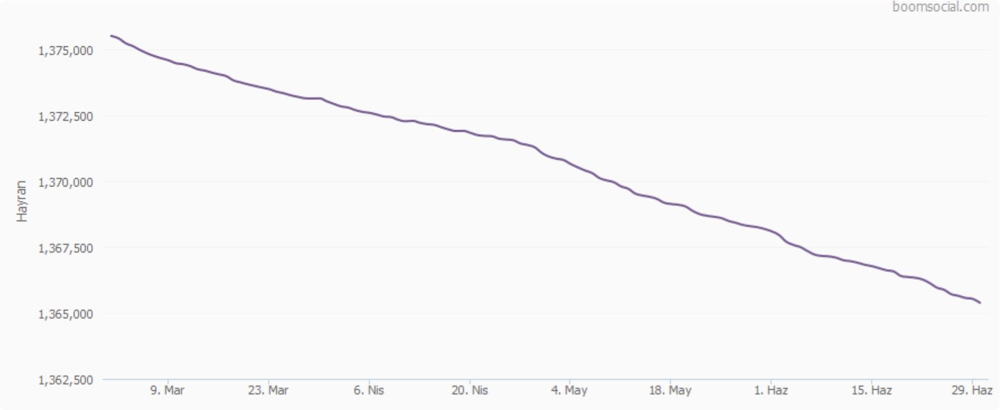 boomsocial.com
1,375,000
1,372,500
1,370,000
1,367,500
1,365,000
1,362,500
Hayran
9. Mar 23. Mar 6. Nis 20. Nis 4. May 18. May 1. Haz 15. Haz 29. Haz